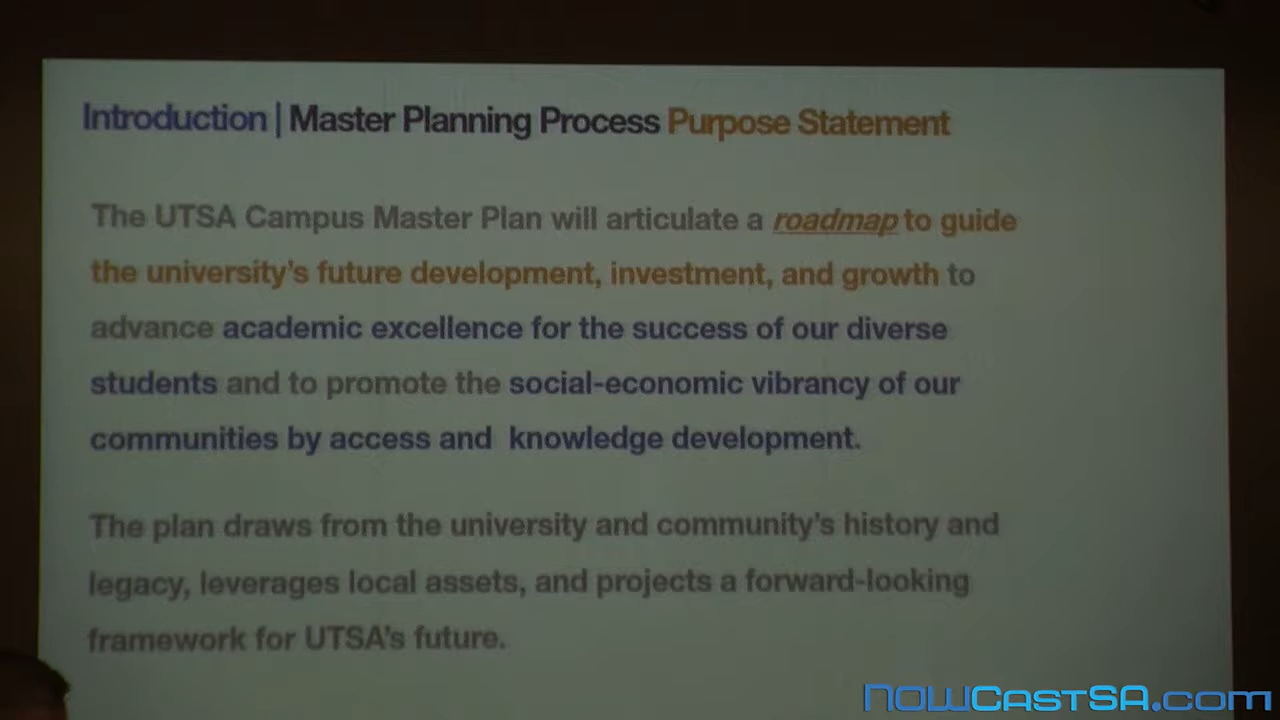 Introduction | Master Planning Process Purpose Statement
The UTSA Campus Master Plan will articulate a roadmap to guide
the university's future development, investment, and growth to
advance academic excellence for the success of our diverse
students and to promote the social-economic vibrancy of our
communities by access and knowledge development.
The plan draws from the university and community's history and
legacy, leverages local assets, and projects a forward-looking
framework for UTSA's future.
NOWCastSA.com